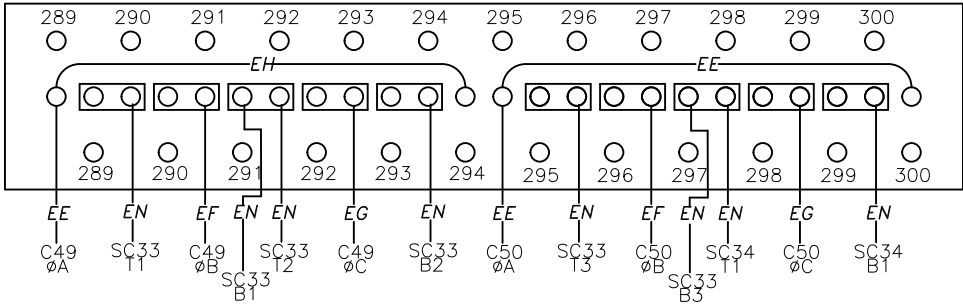 289 290 291 292 293 294 295 296 297 298 299 300
EH EE
289 290 291 292 293 294 295 296 297 298 299 300
EE EN EF EN EN EG EN EE EN EF EN EN EG EN
C49 SC33 C49 SC33 C49 SC33 C50 SC33 C50 SC34 C50 SC34
ØA T1 ØB T2 ØC B2 ØA T3 ØB T1 ØC B1
SC33 SC33
B1 B3